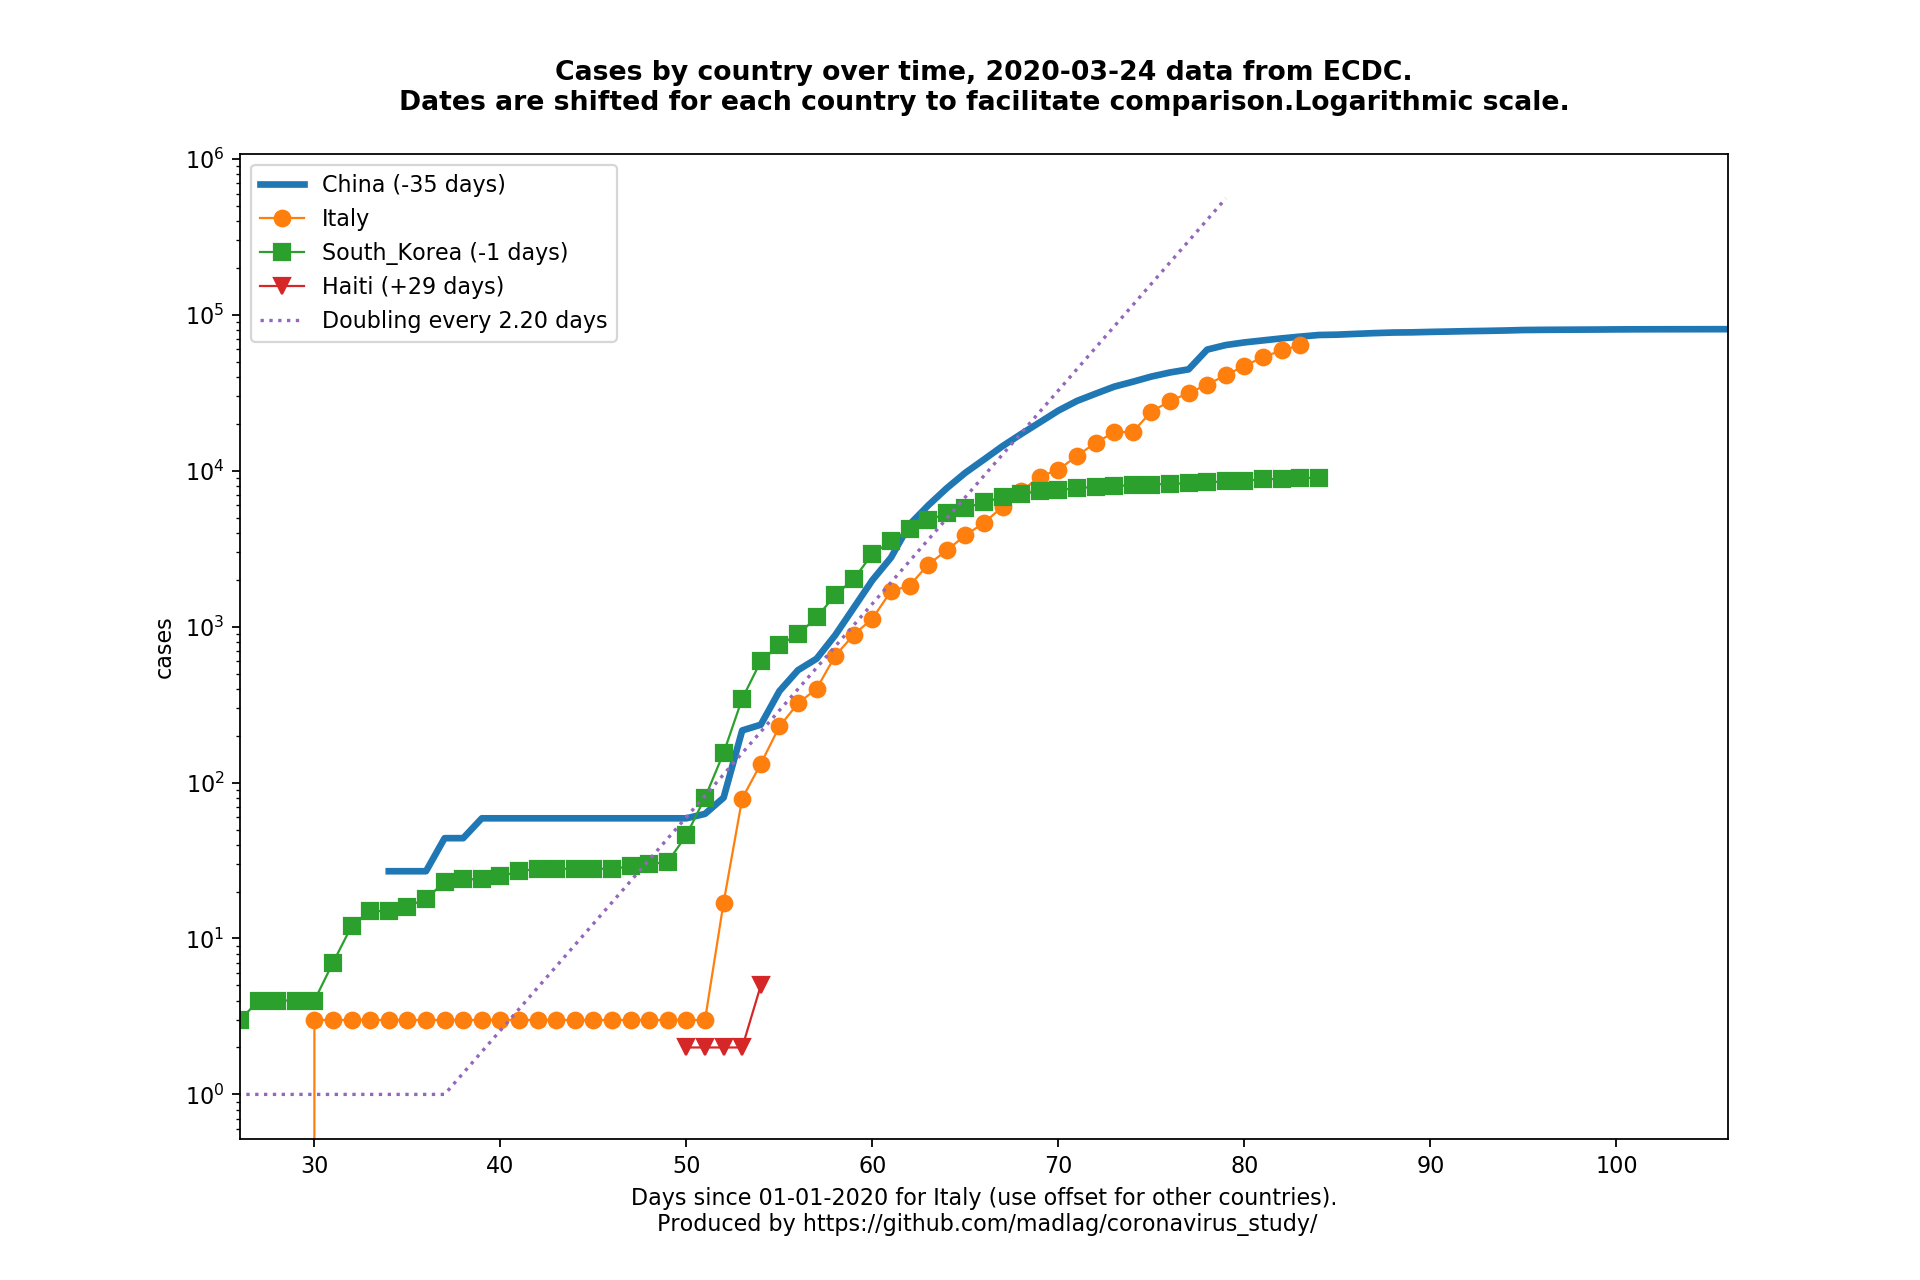 Cases by country over time, 2020-03-24 data from ECDC.
Dates are shifted for each country to facilitate comparison.Logarithmic scale.
10^6
10^5
10^4
10^3
10^2
10^1
10^0
cases
China (-35 days)
Italy
South_Korea (-1 days)
Haiti (+29 days)
Doubling every 2.20 days
30 40 50 60 70 80 90 100
Days since 01-01-2020 for Italy (use offset for other countries).
Produced by https://github.com/madlag/coronavirus_study/